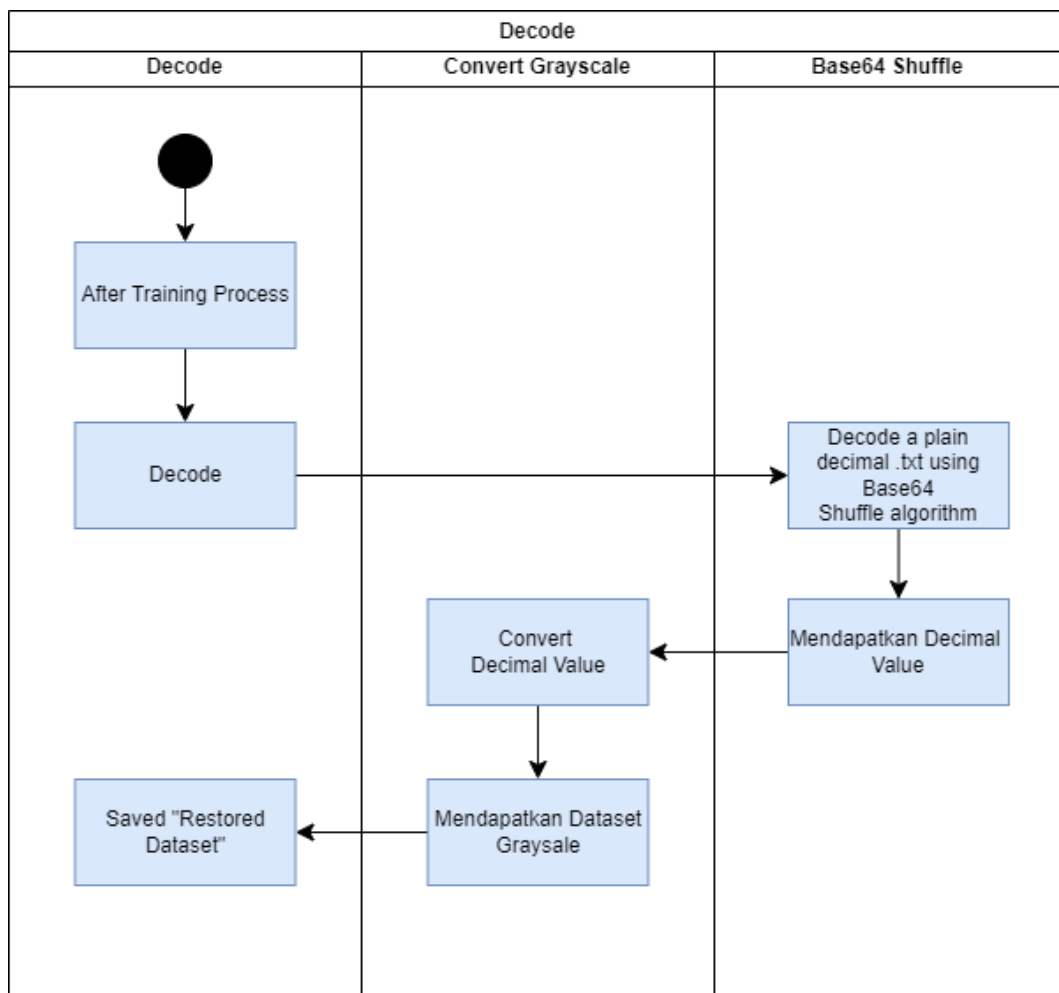 Decode
Decode
Convert Grayscale
Base64 Shuffle
After Training Process
Decode
Decode a plain
decimal .txt using
Base64
Shuffle algorithm
Mendapatkan Decimal
Value
Convert
Decimal Value
Mendapatkan Dataset
Graysale
Saved "Restored
Dataset"